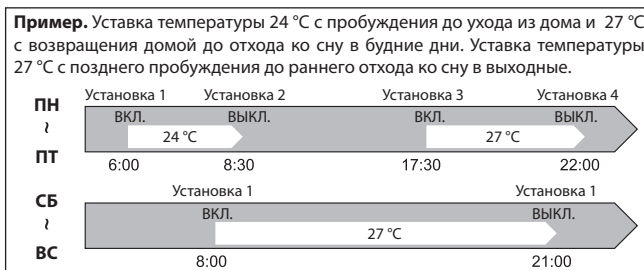 Пример. Уставка температуры 24 °C с пробуждения до ухода из дома и 27 °C
с возвращения домой до отхода ко сну в будние дни. Уставка температуры
27 °C с позднего пробуждения до раннего отхода ко сну в выходные.
Установка 1 Установка 2 Установка 3 Установка 4
ПН
≀
ПТ
ВКЛ. ВЫКЛ. ВКЛ. ВЫКЛ.
24 °C 27 °C
6:00 8:30 17:30 22:00
Установка 1 Установка 1
СБ
≀
ВС
ВКЛ. ВЫКЛ.
27 °C
8:00 21:00